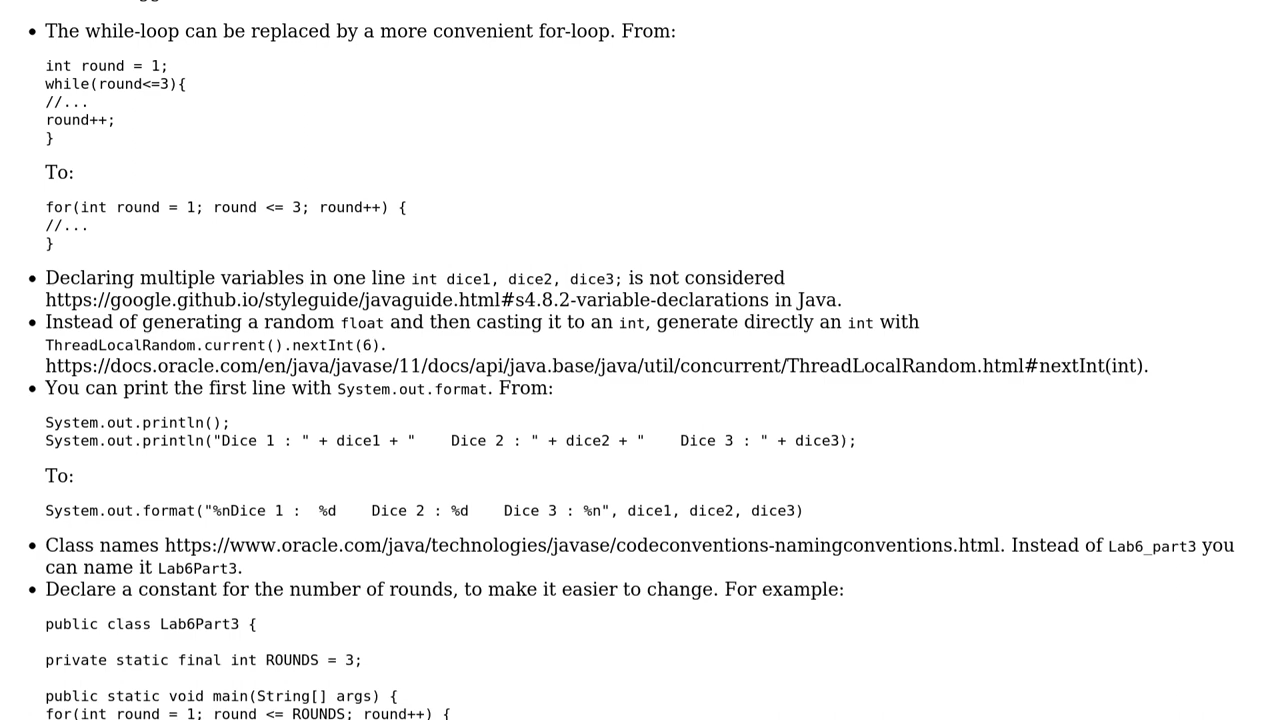 • The while-loop can be replaced by a more convenient for-loop. From:
int round = 1;
while(round<=3){
//...
round++;
}
To:
for(int round = 1; round <= 3; round++) {
//...
}
• Declaring multiple variables in one line int dice1, dice2, dice3; is not considered
https://google.github.io/styleguide/javaguide.html#s4.8.2-variable-declarations in Java.
• Instead of generating a random float and then casting it to an int, generate directly an int with
ThreadLocalRandom.current().nextInt(6).
https://docs.oracle.com/en/java/javase/11/docs/api/java.base/java/util/concurrent/ThreadLocalRandom.html#nextInt(int).
• You can print the first line with System.out.format. From:
System.out.println();
System.out.println("Dice 1 : " + dice1 + "    Dice 2 : " + dice2 + "    Dice 3 : " + dice3);
To:
System.out.format("%nDice 1 :  %d    Dice 2 : %d    Dice 3 : %n", dice1, dice2, dice3)
• Class names https://www.oracle.com/java/technologies/javase/codeconventions-namingconventions.html. Instead of Lab6_part3 you
can name it Lab6Part3.
• Declare a constant for the number of rounds, to make it easier to change. For example:
public class Lab6Part3 {
private static final int ROUNDS = 3;
public static void main(String[] args) {
for(int round = 1; round <= ROUNDS; round++) {